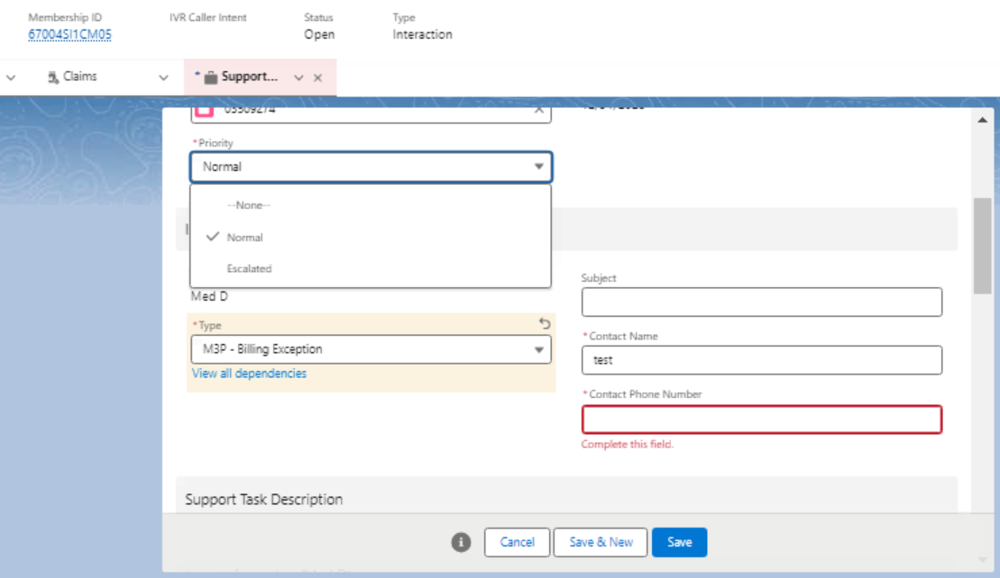 Membership ID
IVR Caller Intent
Status
Type
67004SI1CM05
Open
Interaction
Claims
* Support...
03509274
*Priority
Normal
--None--
Normal
Escalated
Med D
Subject
*Type
M3P - Billing Exception
View all dependencies
*Contact Name
test
*Contact Phone Number
Complete this field.
Support Task Description
Cancel
Save & New
Save